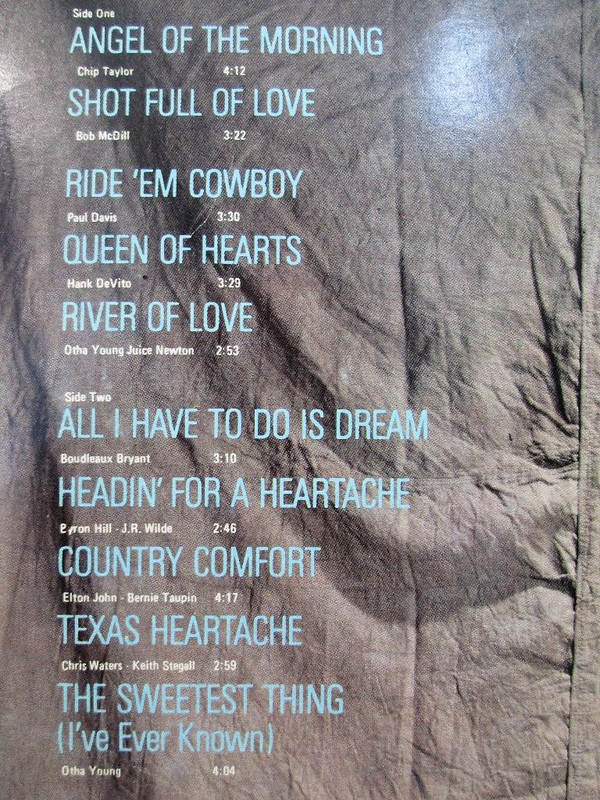 Side One
ANGEL OF THE MORNING
Chip Taylor 4:12
SHOT FULL OF LOVE
Bob McDill 3:22
RIDE 'EM COWBOY
Paul Davis 3:30
QUEEN OF HEARTS
Hank DeVito 3:29
RIVER OF LOVE
Otha Young Juice Newton 2:53
Side Two
ALL I HAVE TO DO IS DREAM
Boudleaux Bryant 3:10
HEADIN' FOR A HEARTACHE
Byron Hill - J.R. Wilde 2:46
COUNTRY COMFORT
Elton John - Bernie Taupin 4:17
TEXAS HEARTACHE
Chris Waters - Keith Stegall 2:59
THE SWEETEST THING
(I've Ever Known)
Otha Young 4:04